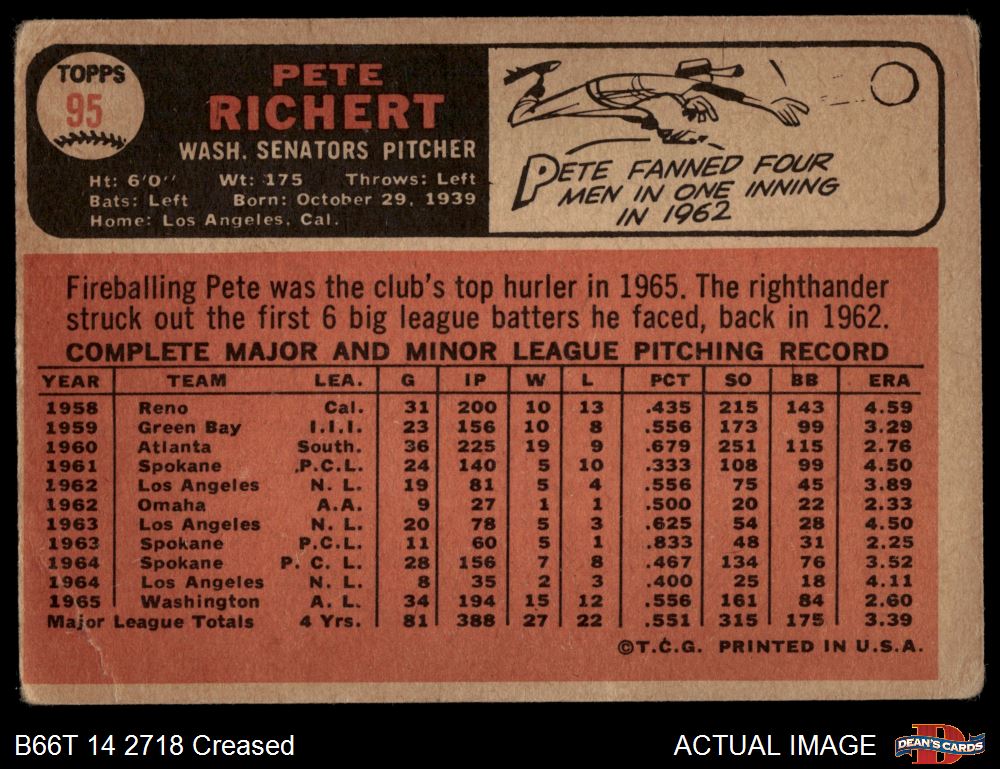 TOPPS
95
PETE
RICHERT
WASH. SENATORS PITCHER
Ht: 6'0'' Wt: 175 Throws: Left
Bats: Left Born: October 29, 1939
Home: Los Angeles, Cal.
PETE FANNED FOUR
MEN IN ONE INNING
IN 1962
Fireballing Pete was the club's top hurler in 1965. The righthander
struck out the first 6 big league batters he faced, back in 1962.
COMPLETE MAJOR AND MINOR LEAGUE PITCHING RECORD
YEAR TEAM LEA. G IP W L PCT SO BB ERA
1958 Reno Cal. 31 200 10 13 .435 215 143 4.59
1959 Green Bay I.I.I. 23 156 10 8 .556 173 99 3.29
1960 Atlanta South. 36 225 19 9 .679 251 115 2.76
1961 Spokane P.C.L. 24 140 5 10 .333 108 99 4.50
1962 Los Angeles N. L. 19 81 5 4 .556 75 45 3.89
1962 Omaha A.A. 9 27 1 1 .500 20 22 2.33
1963 Los Angeles N. L. 20 78 5 3 .625 54 28 4.50
1963 Spokane P.C.L. 11 60 5 1 .833 48 31 2.25
1964 Spokane P. C. L. 28 156 7 8 .467 134 76 3.52
1964 Los Angeles N. L. 8 35 2 3 .400 25 18 4.11
1965 Washington A. L. 34 194 15 12 .556 161 84 2.60
Major League Totals 4 Yrs. 81 388 27 22 .551 315 175 3.39
©T.C.G. PRINTED IN U.S.A.
B66T 14 2718 Creased
ACTUAL IMAGE
D
DEAN'S CARDS